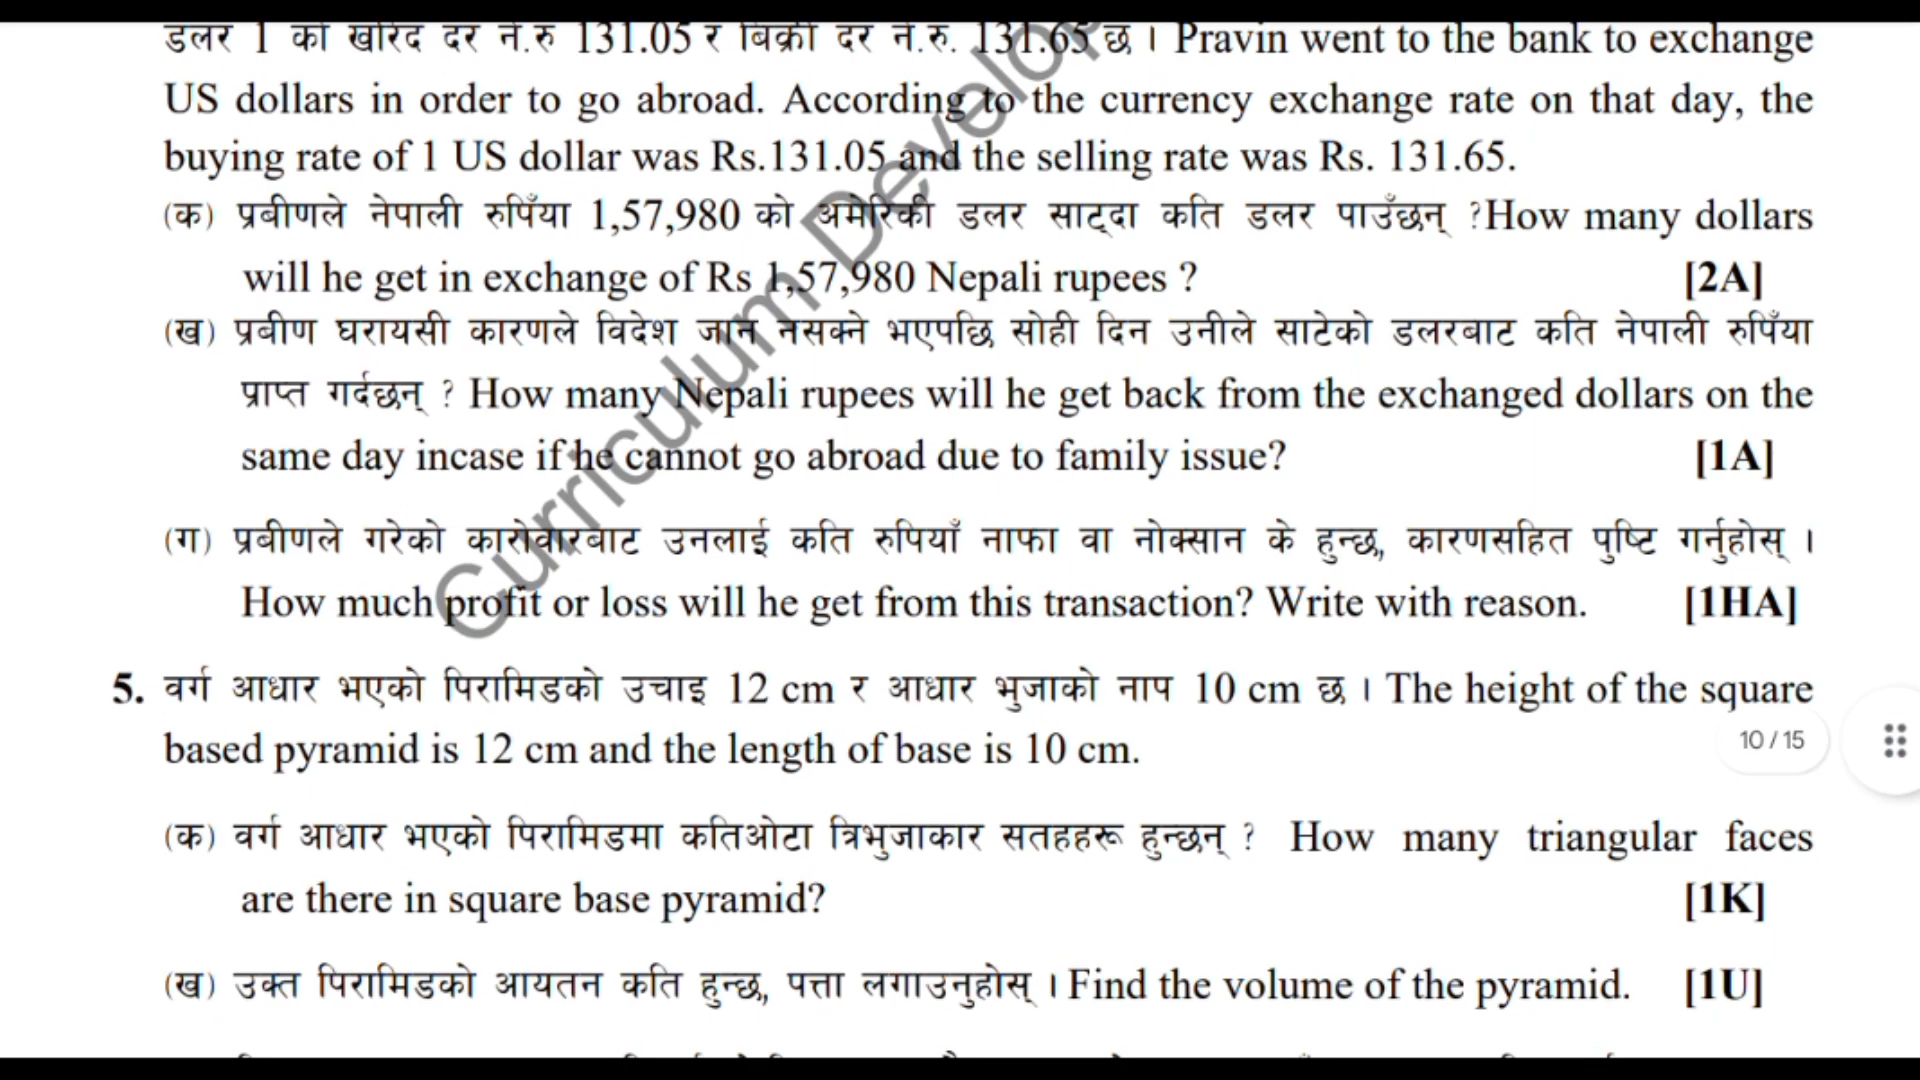 डलर 1 को खरिद दर ने.रु 131.05 र बिक्री दर ने.रु. 131.65 छ । Pravin went to the bank to exchange
US dollars in order to go abroad. According to the currency exchange rate on that day, the
buying rate of 1 US dollar was Rs.131.05 and the selling rate was Rs. 131.65.
(क) प्रबीणले नेपाली रुपिँया 1,57,980 को अमेरिकी डलर साट्दा कति डलर पाउँछन् ?How many dollars
will he get in exchange of Rs 1,57,980 Nepali rupees ? [2A]
(ख) प्रबीण घरायसी कारणले विदेश जान नसक्ने भएपछि सोही दिन उनीले साटेको डलरबाट कति नेपाली रुपिँया
प्राप्त गर्दछन् ? How many Nepali rupees will he get back from the exchanged dollars on the
same day incase if he cannot go abroad due to family issue? [1A]
(ग) प्रबीणले गरेको कारोवारबाट उनलाई कति रुपियाँ नाफा वा नोक्सान के हुन्छ, कारणसहित पुष्टि गर्नुहोस् ।
How much profit or loss will he get from this transaction? Write with reason. [1HA]
5. वर्ग आधार भएको पिरामिडको उचाइ 12 cm र आधार भुजाको नाप 10 cm छ । The height of the square
based pyramid is 12 cm and the length of base is 10 cm.
10 / 15
(क) वर्ग आधार भएको पिरामिडमा कतिओटा त्रिभुजाकार सतहहरू हुन्छन् ? How many triangular faces
are there in square base pyramid? [1K]
(ख) उक्त पिरामिडको आयतन कति हुन्छ, पत्ता लगाउनुहोस् । Find the volume of the pyramid. [1U]
Curriculum Develop